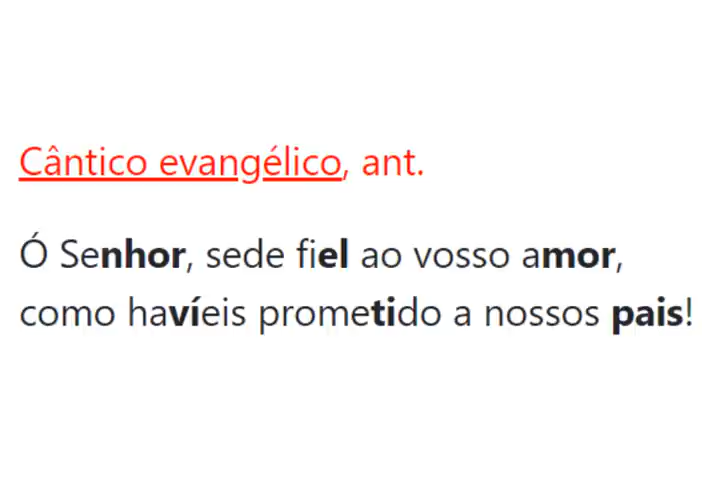 Cântico evangélico, ant.
Ó Senhor, sede fiel ao vosso amor,
como havíeis prometido a nossos pais!